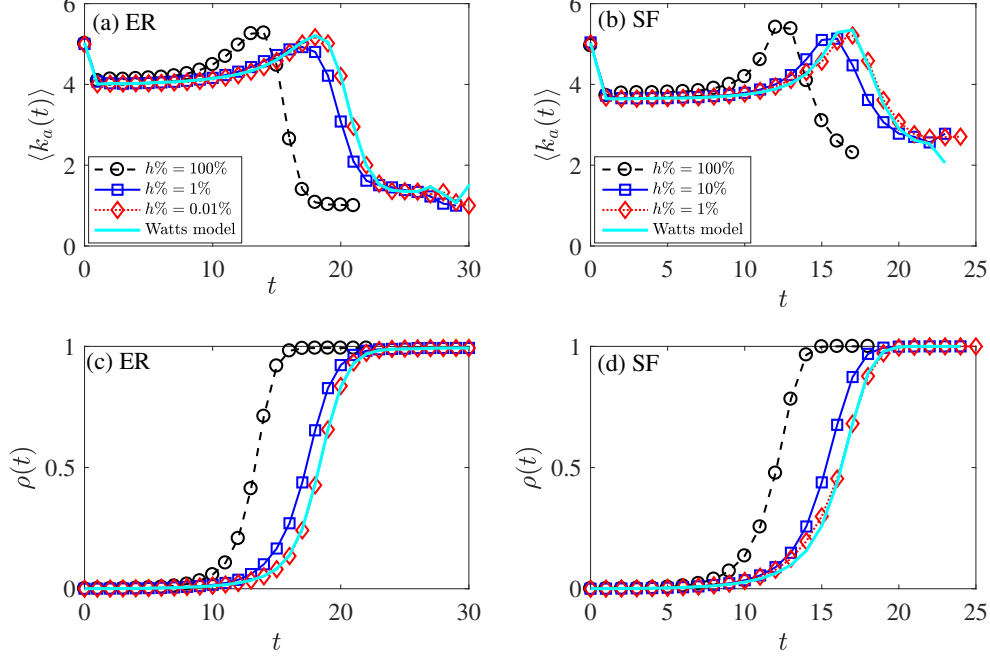 (a) ER
⟨k_a(t)⟩
6
4
2
0
h% = 100%
h% = 1%
h% = 0.01%
Watts model
0 10 20 30
t
(b) SF
⟨k_a(t)⟩
6
4
2
0
h% = 100%
h% = 10%
h% = 1%
Watts model
0 5 10 15 20 25
t
(c) ER
ρ(t)
1
0.5
0
0 10 20 30
t
(d) SF
ρ(t)
1
0.5
0
0 5 10 15 20 25
t